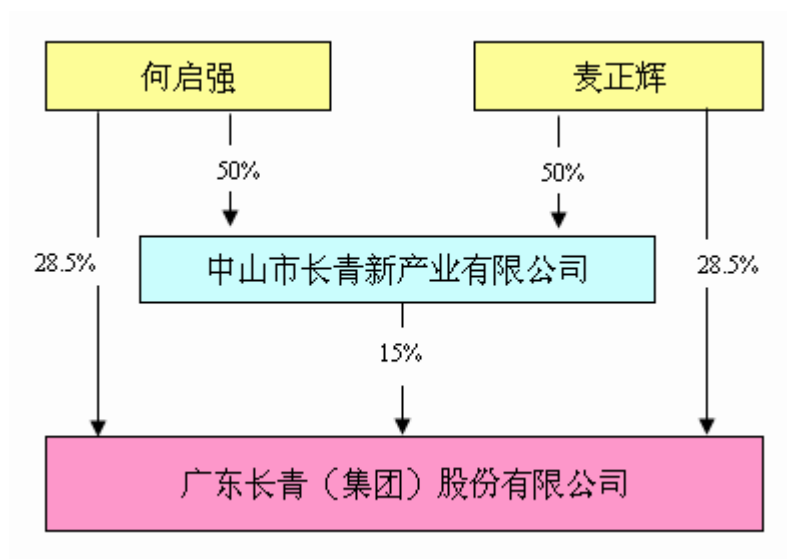 何启强
麦正辉
50%
50%
28.5%
中山市长青新产业有限公司
28.5%
15%
广东长青（集团）股份有限公司